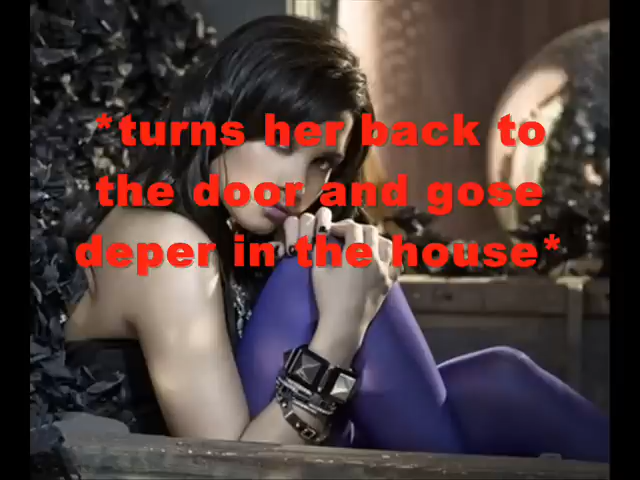 *turns her back to
the door and gose
deper in the house*